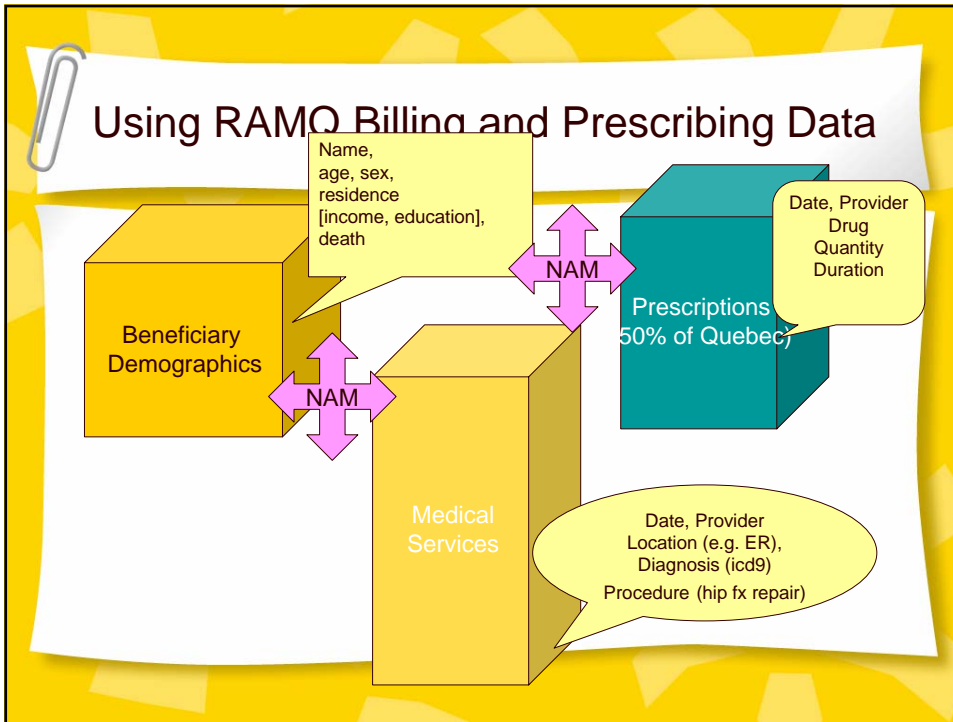 Using RAMQ Billing and Prescribing Data
Name,
age, sex,
residence
[income, education],
death
Date, Provider
Drug
Quantity
Duration
NAM
Prescriptions
50% of Quebec)
Beneficiary
Demographics
NAM
Medical
Services
Date, Provider
Location (e.g. ER),
Diagnosis (icd9)
Procedure (hip fx repair)